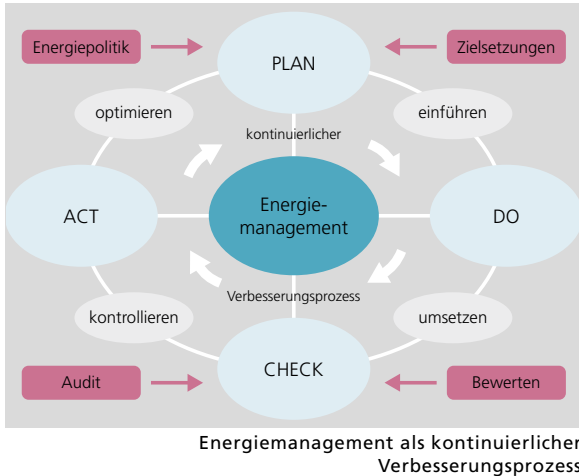 Energiepolitik
PLAN
Zielsetzungen
optimieren
einführen
kontinuierlicher
ACT
Energie-
management
DO
Verbesserungsprozess
kontrollieren
umsetzen
CHECK
Audit
Bewerten
Energiemanagement als kontinuierlicher
Verbesserungsprozess